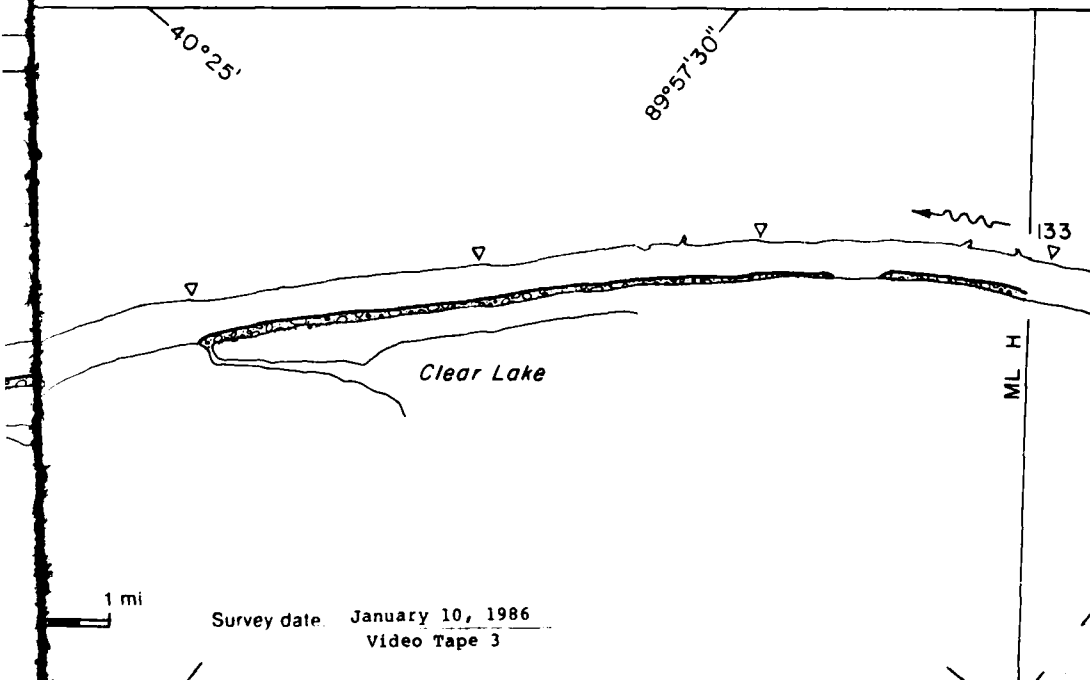 40°25'
89°57'30"
133
ML H
Clear Lake
1 mi
Survey date January 10, 1986
Video Tape 3